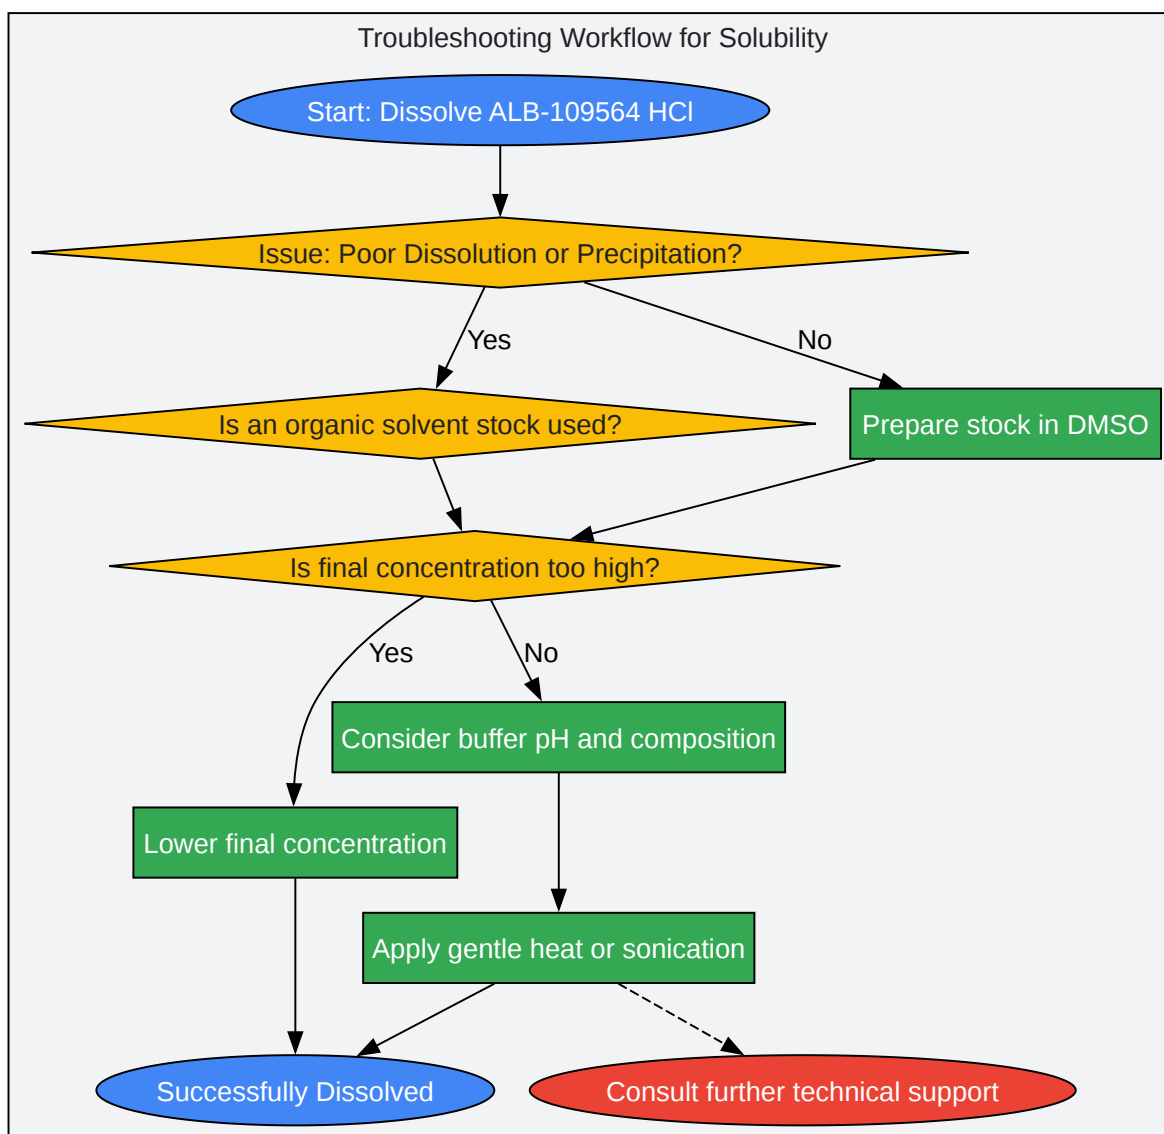 Troubleshooting Workflow for Solubility
Start: Dissolve ALB-109564 HCl
Issue: Poor Dissolution or Precipitation?
Yes
No
Is an organic solvent stock used?
Prepare stock in DMSO
Is final concentration too high?
Yes
No
Consider buffer pH and composition
Lower final concentration
Apply gentle heat or sonication
Successfully Dissolved
Consult further technical support